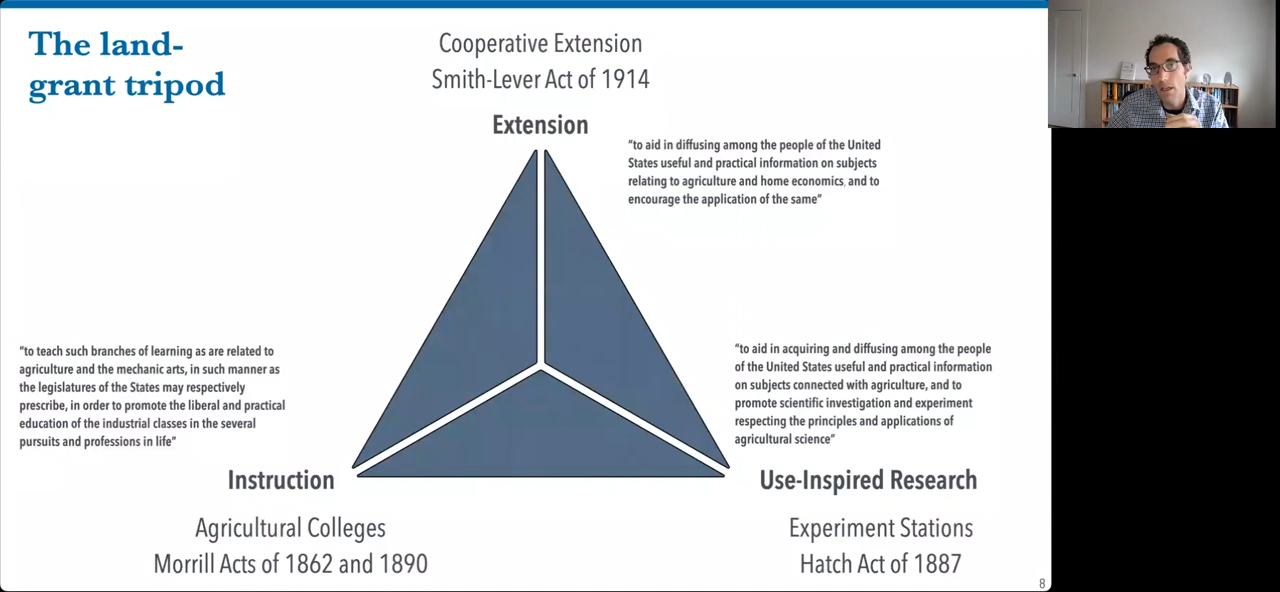 The land-
grant tripod
Cooperative Extension
Smith-Lever Act of 1914
Extension
"to aid in diffusing among the people of the United
States useful and practical information on subjects
relating to agriculture and home economics, and to
encourage the application of the same"
"to teach such branches of learning as are related to
agriculture and the mechanic arts, in such manner as
the legislatures of the States may respectively
prescribe, in order to promote the liberal and practical
education of the industrial classes in the several
pursuits and professions in life"
"to aid in acquiring and diffusing among the people
of the United States useful and practical information
on subjects connected with agriculture, and to
promote scientific investigation and experiment
respecting the principles and applications of
agricultural science"
Instruction
Agricultural Colleges
Morrill Acts of 1862 and 1890
Use-Inspired Research
Experiment Stations
Hatch Act of 1887
8